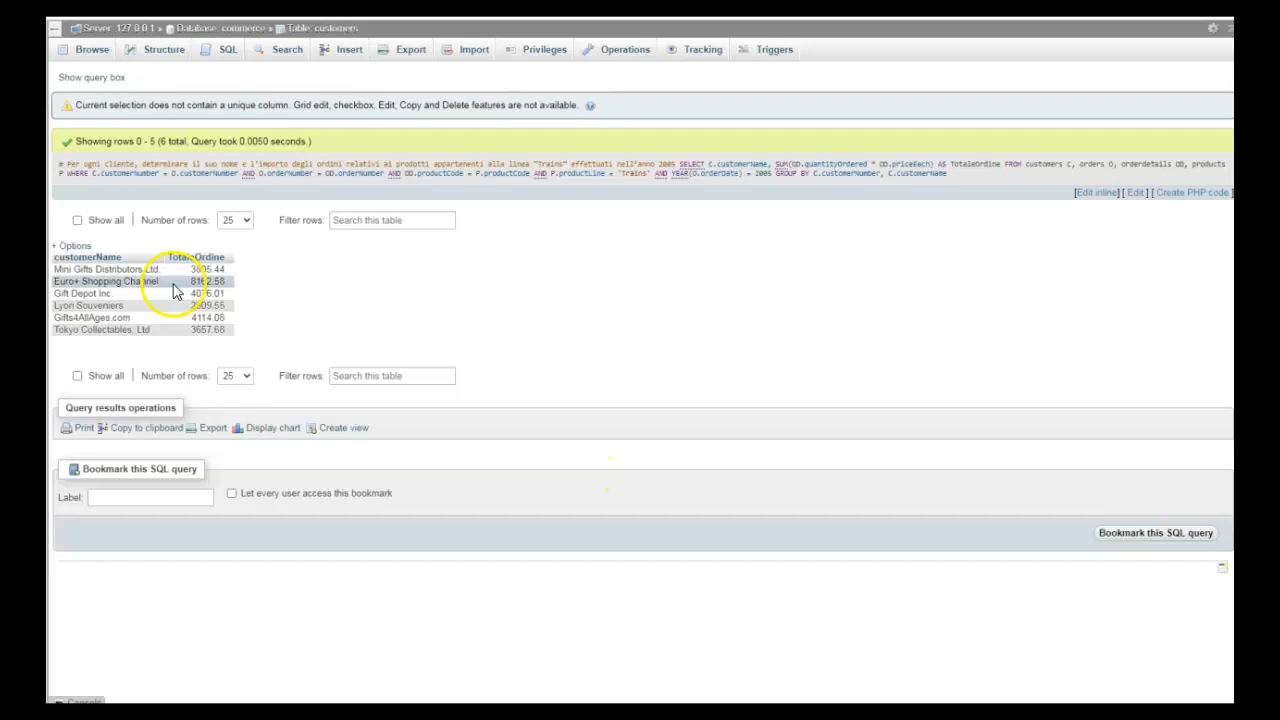 Server: 127.0.0.1 » Database: commerce » Table: customers
Browse Structure SQL Search Insert Export Import Privileges Operations Tracking Triggers
Show query box
Current selection does not contain a unique column. Grid edit, checkbox, Edit, Copy and Delete features are not available.
Showing rows 0 - 5 (6 total, Query took 0.0050 seconds.)
# Per ogni cliente, determinare il suo nome e l'importo degli ordini relativi ai prodotti appartenenti alla linea "Trains" effettuati nell'anno 2005 SELECT C.customerName, SUM(OD.quantityOrdered * OD.priceEach) AS TotaleOrdine FROM customers C, orders O, orderdetails OD, products
P WHERE C.customerNumber = O.customerNumber AND O.orderNumber = OD.orderNumber AND OD.productCode = P.productCode AND P.productLine = 'Trains' AND YEAR(O.orderDate) = 2005 GROUP BY C.customerNumber, C.customerName
[Edit inline] [ Edit ] [ Create PHP code ]
Show all Number of rows: 25 Filter rows: Search this table
+ Options
customerName TotaleOrdine
Mini Gifts Distributors Ltd. 3805.44
Euro+ Shopping Channel 8162.58
Gift Depot Inc. 4076.01
Lyon Souveniers
Gifts4AllAges.com 4114.08
Tokyo Collectables, Ltd 3657.68
Show all Number of rows: 25 Filter rows: Search this table
Query results operations
Print Copy to clipboard Export Display chart Create view
Bookmark this SQL query
Label: Let every user access this bookmark
Bookmark this SQL query
Console